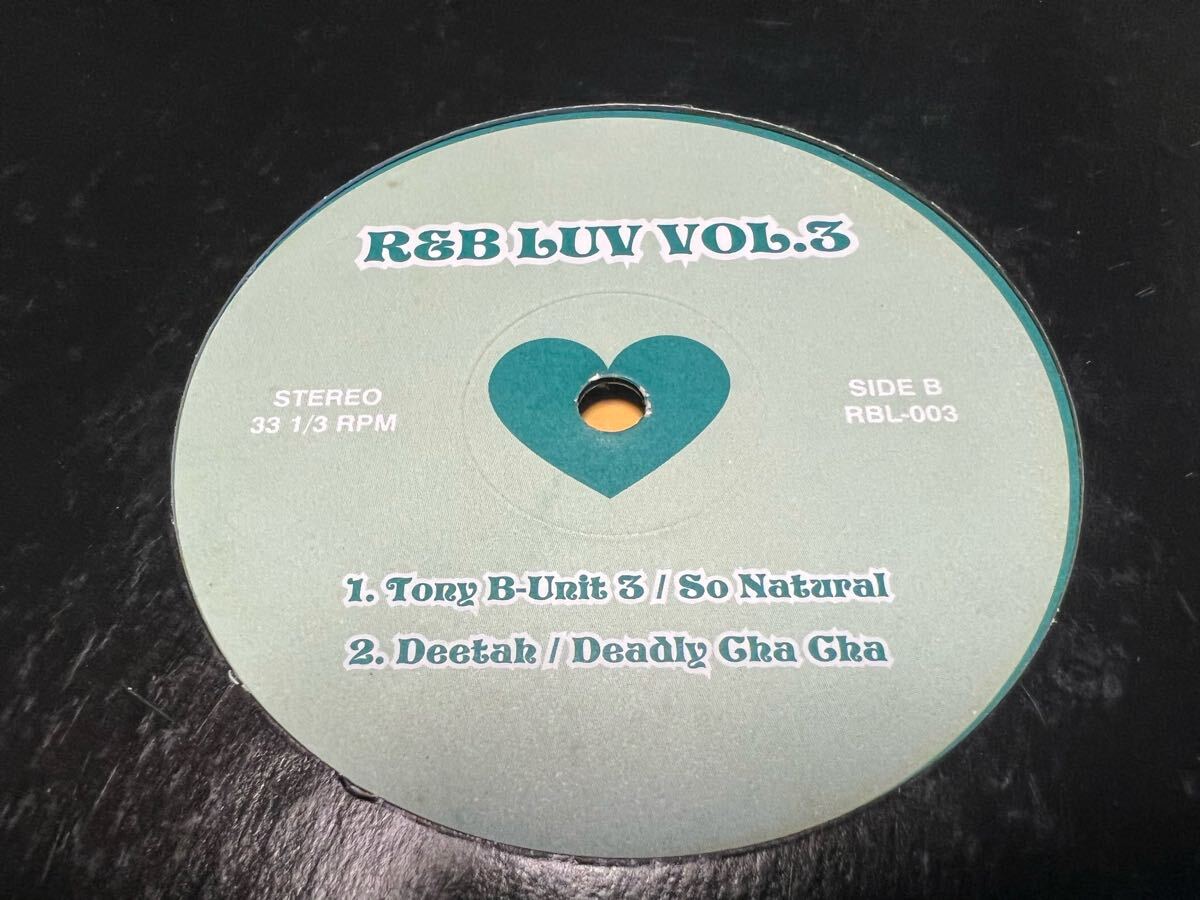 R&B LUV VOL.3
STEREO
33 1/3 RPM
SIDE B
RBL-003
1. Tony B-Unit 3 / So Natural
2. Deetah / Deadly Cha Cha